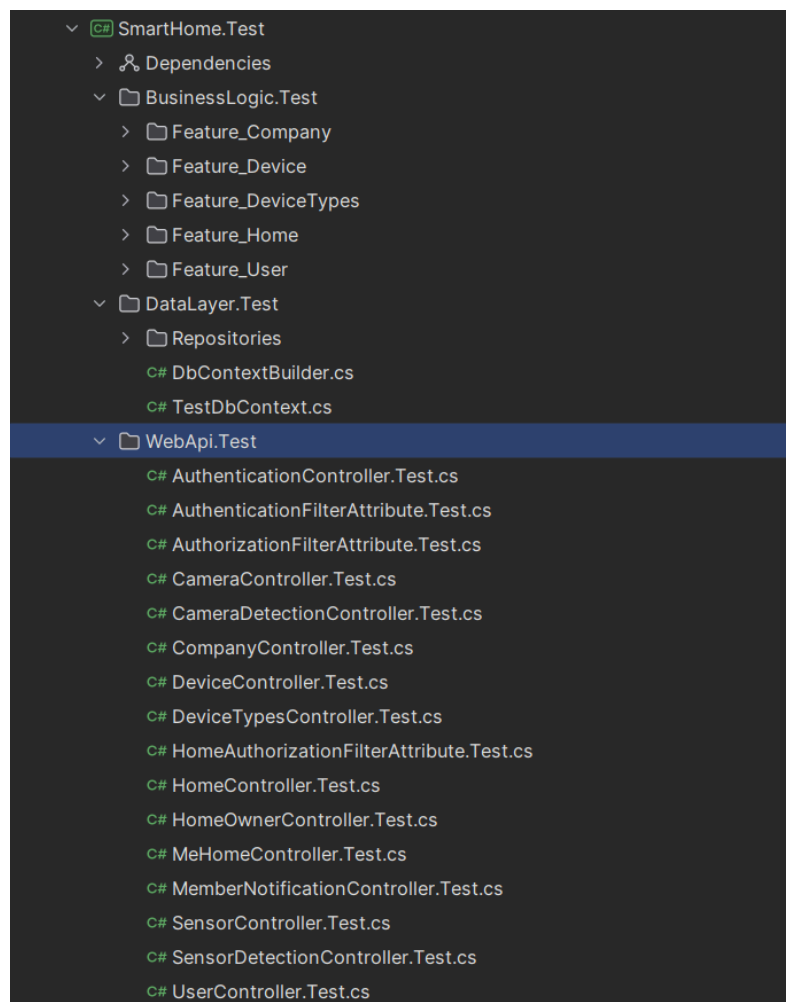 C# SmartHome.Test
Dependencies
BusinessLogic.Test
Feature_Company
Feature_Device
Feature_DeviceTypes
Feature_Home
Feature_User
DataLayer.Test
Repositories
C# DbContextBuilder.cs
C# TestDbContext.cs
WebApi.Test
C# AuthenticationController.Test.cs
C# AuthenticationFilterAttribute.Test.cs
C# AuthorizationFilterAttribute.Test.cs
C# CameraController.Test.cs
C# CameraDetectionController.Test.cs
C# CompanyController.Test.cs
C# DeviceController.Test.cs
C# DeviceTypesController.Test.cs
C# HomeAuthorizationFilterAttribute.Test.cs
C# HomeController.Test.cs
C# HomeOwnerController.Test.cs
C# MeHomeController.Test.cs
C# MemberNotificationController.Test.cs
C# SensorController.Test.cs
C# SensorDetectionController.Test.cs
C# UserController.Test.cs